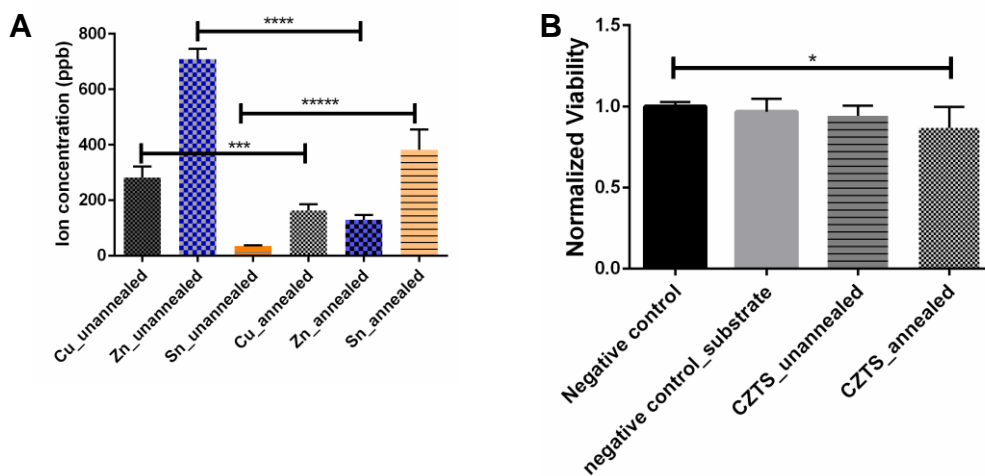 A
Ion concentration (ppb)
800
600
400
200
0
****
*****
***
Cu_unannealed
Zn_unannealed
Sn_unannealed
Cu_annealed
Zn_annealed
Sn_annealed
B
Normalized Viability
1.5
1.0
0.5
0.0
*
Negative control
negative control_substrate
CZTS_unannealed
CZTS_annealed